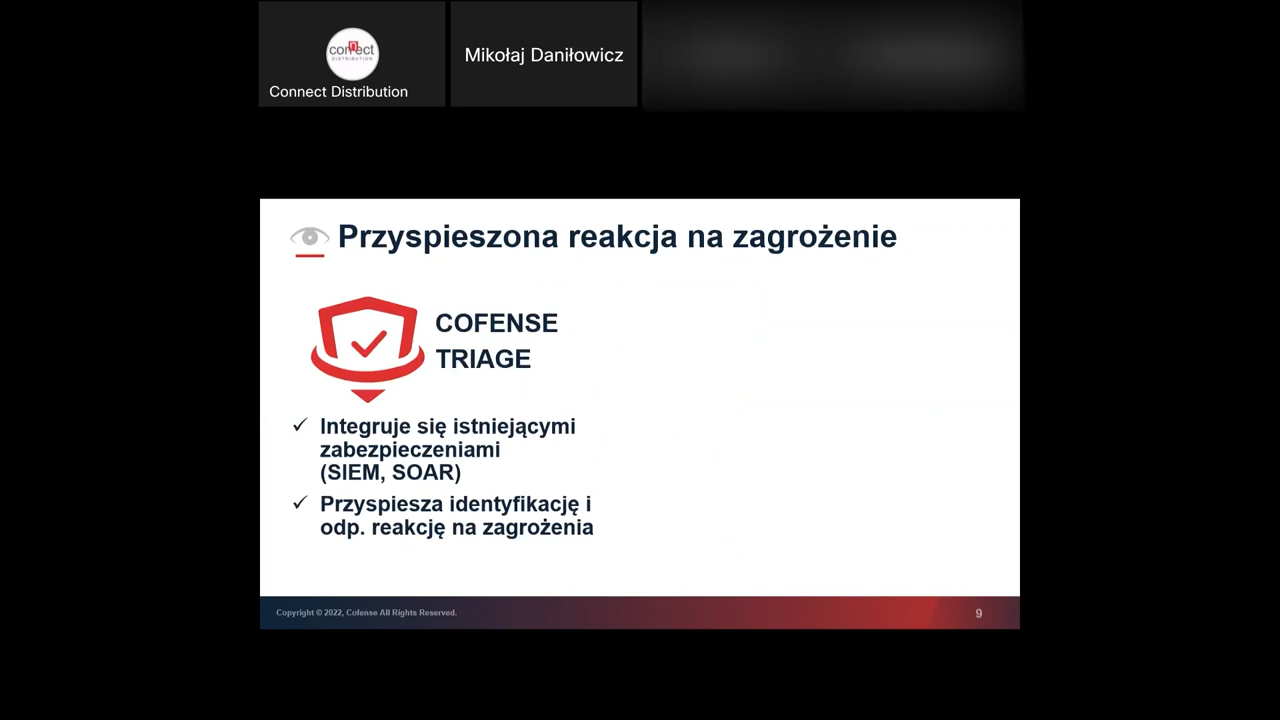 connect
DISTRIBUTION
Connect Distribution
Mikołaj Daniłowicz
Przyspieszona reakcja na zagrożenie
COFENSE
TRIAGE
✓ Integruje się istniejącymi
zabezpieczeniami
(SIEM, SOAR)
✓ Przyspiesza identyfikację i
odp. reakcję na zagrożenia
Copyright © 2022, Cofense All Rights Reserved.
9